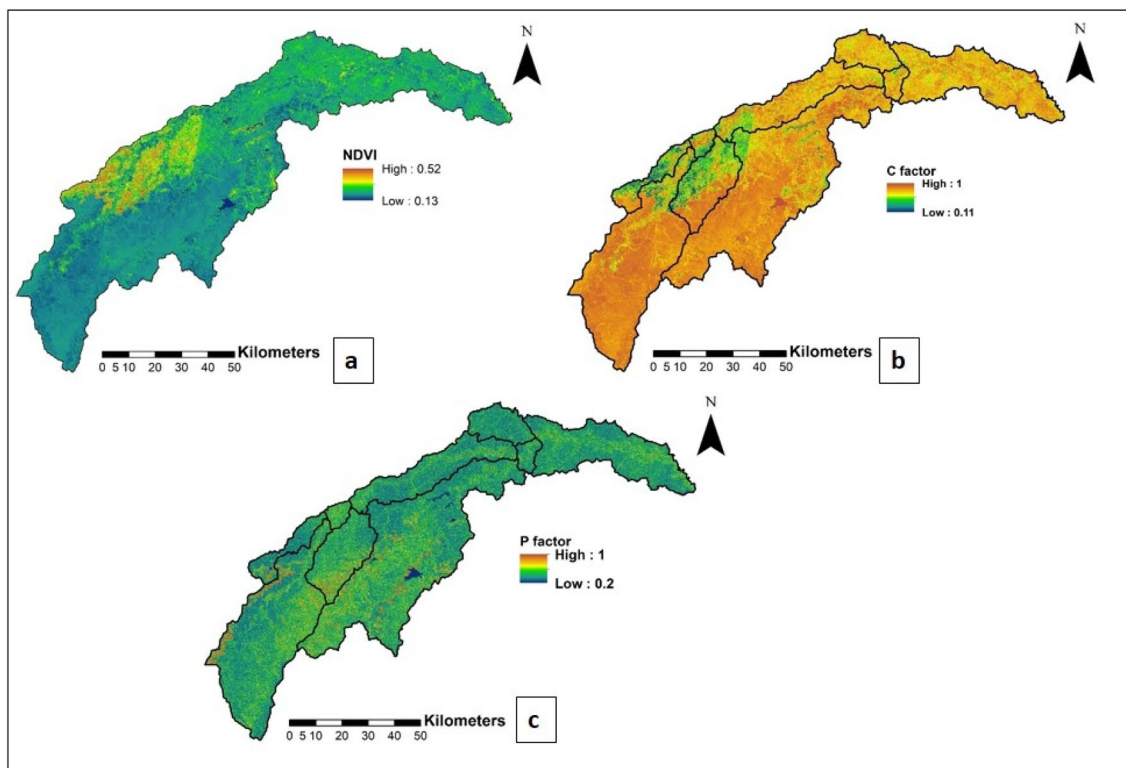 N
NDVI
High : 0.52
Low : 0.13
Kilometers
0 5 10 20 30 40 50
a
N
C factor
High : 1
Low : 0.11
Kilometers
0 5 10 20 30 40 50
b
N
P factor
High : 1
Low : 0.2
Kilometers
0 5 10 20 30 40 50
c